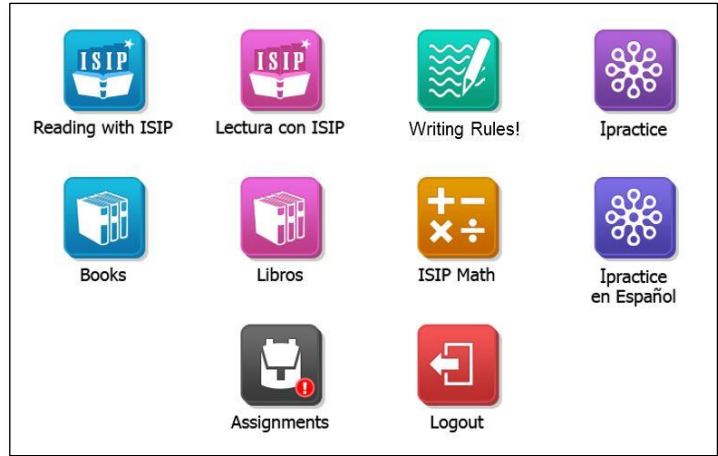 ISIP
ISIP
Reading with ISIP
Lectura con ISIP
Writing Rules!
Ipractice
Books
Libros
ISIP Math
Ipractice
en Español
Assignments
Logout